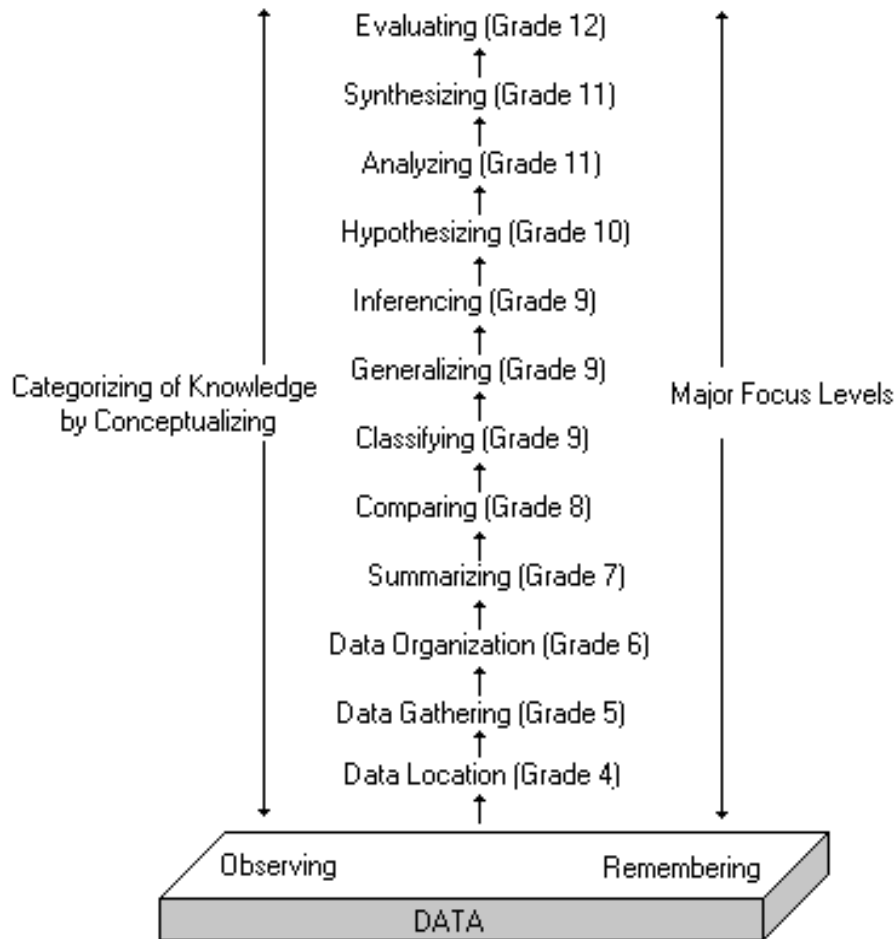 Evaluating (Grade 12)
Synthesizing (Grade 11)
Analyzing (Grade 11)
Hypothesizing (Grade 10)
Inferencing (Grade 9)
Generalizing (Grade 9)
Categorizing of Knowledge
by Conceptualizing
Major Focus Levels
Classifying (Grade 9)
Comparing (Grade 8)
Summarizing (Grade 7)
Data Organization (Grade 6)
Data Gathering (Grade 5)
Data Location (Grade 4)
Observing
Remembering
DATA